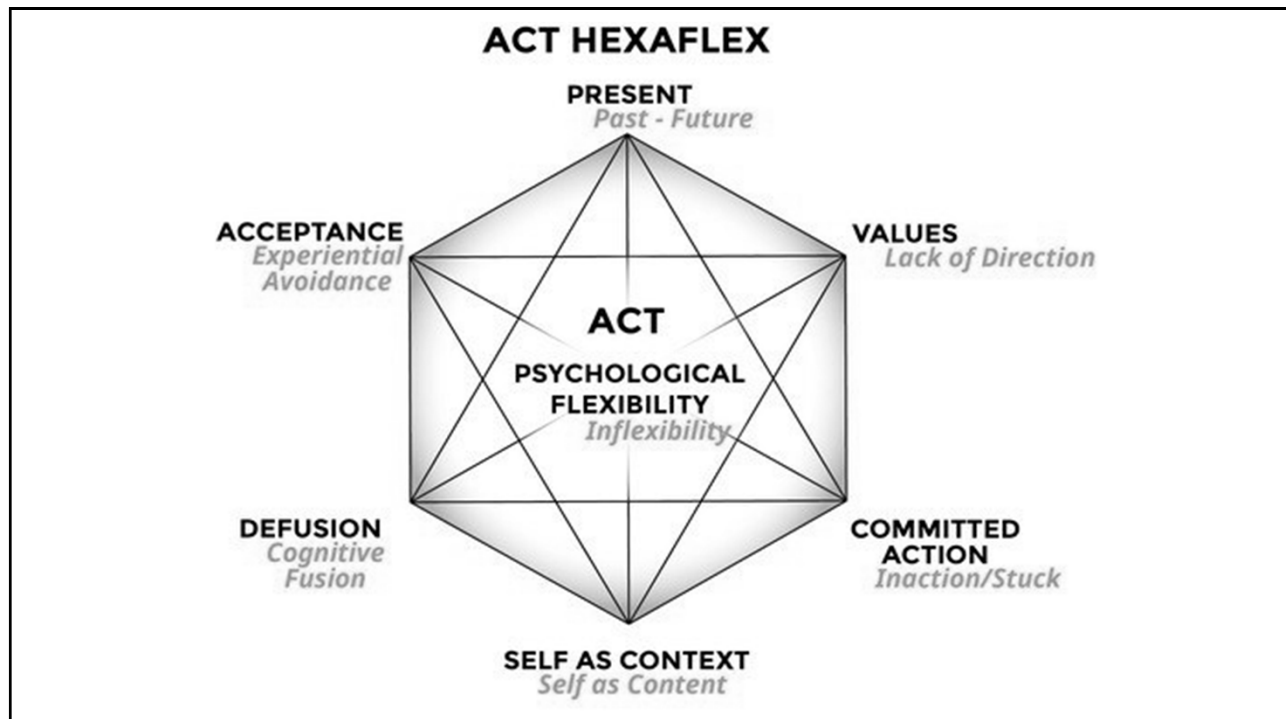 ACT HEXAFLEX
PRESENT
Past - Future
ACCEPTANCE
Experiential
Avoidance
VALUES
Lack of Direction
ACT
PSYCHOLOGICAL
FLEXIBILITY
Inflexibility
DEFUSION
Cognitive
Fusion
COMMITTED
ACTION
Inaction/Stuck
SELF AS CONTEXT
Self as Content